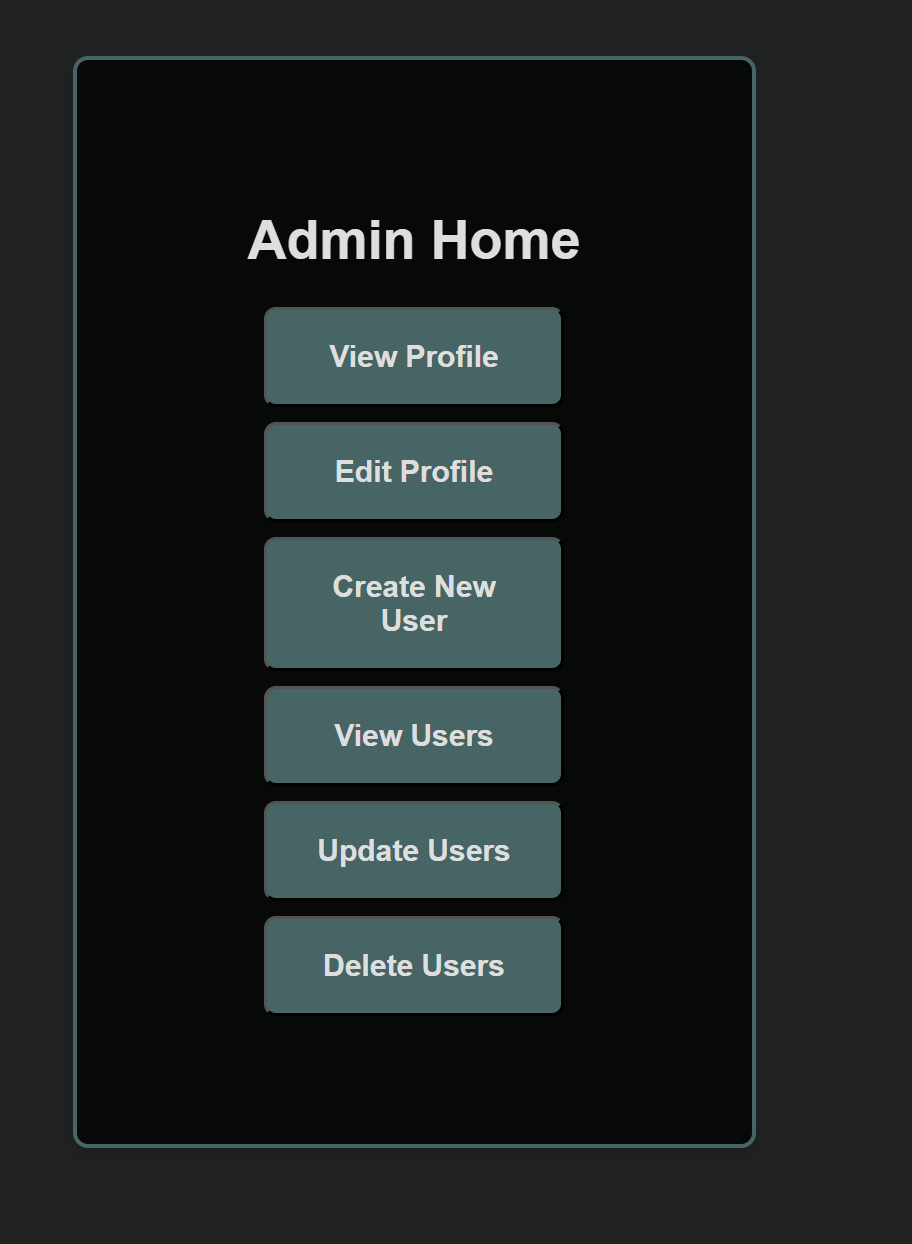 Admin Home
View Profile
Edit Profile
Create New
User
View Users
Update Users
Delete Users